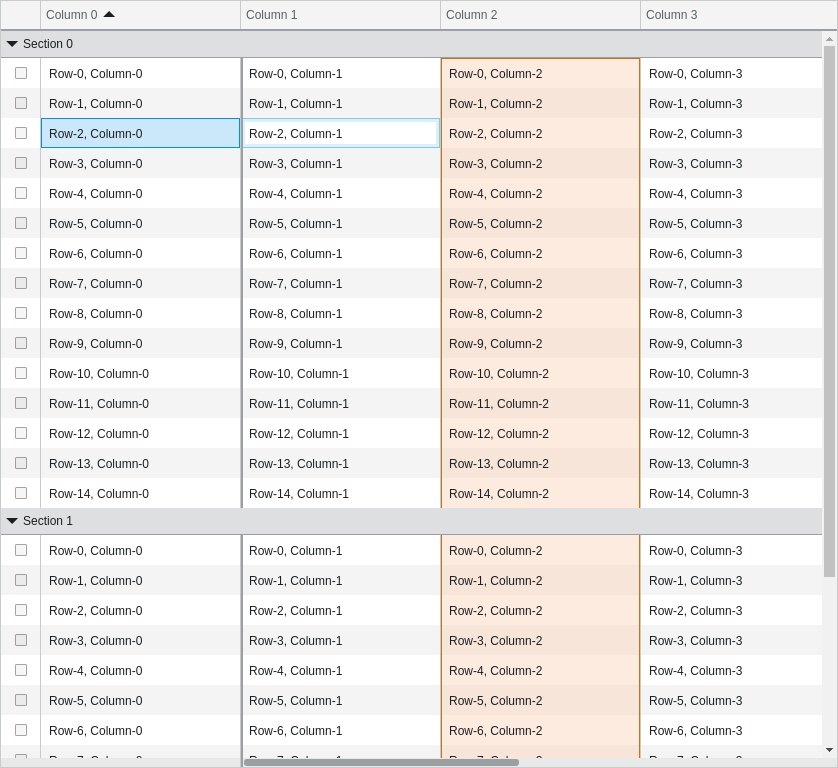 Column 0 Column 1 Column 2 Column 3
Section 0
Row-0, Column-0 Row-0, Column-1 Row-0, Column-2 Row-0, Column-3
Row-1, Column-0 Row-1, Column-1 Row-1, Column-2 Row-1, Column-3
Row-2, Column-0 Row-2, Column-1 Row-2, Column-2 Row-2, Column-3
Row-3, Column-0 Row-3, Column-1 Row-3, Column-2 Row-3, Column-3
Row-4, Column-0 Row-4, Column-1 Row-4, Column-2 Row-4, Column-3
Row-5, Column-0 Row-5, Column-1 Row-5, Column-2 Row-5, Column-3
Row-6, Column-0 Row-6, Column-1 Row-6, Column-2 Row-6, Column-3
Row-7, Column-0 Row-7, Column-1 Row-7, Column-2 Row-7, Column-3
Row-8, Column-0 Row-8, Column-1 Row-8, Column-2 Row-8, Column-3
Row-9, Column-0 Row-9, Column-1 Row-9, Column-2 Row-9, Column-3
Row-10, Column-0 Row-10, Column-1 Row-10, Column-2 Row-10, Column-3
Row-11, Column-0 Row-11, Column-1 Row-11, Column-2 Row-11, Column-3
Row-12, Column-0 Row-12, Column-1 Row-12, Column-2 Row-12, Column-3
Row-13, Column-0 Row-13, Column-1 Row-13, Column-2 Row-13, Column-3
Row-14, Column-0 Row-14, Column-1 Row-14, Column-2 Row-14, Column-3
Section 1
Row-0, Column-0 Row-0, Column-1 Row-0, Column-2 Row-0, Column-3
Row-1, Column-0 Row-1, Column-1 Row-1, Column-2 Row-1, Column-3
Row-2, Column-0 Row-2, Column-1 Row-2, Column-2 Row-2, Column-3
Row-3, Column-0 Row-3, Column-1 Row-3, Column-2 Row-3, Column-3
Row-4, Column-0 Row-4, Column-1 Row-4, Column-2 Row-4, Column-3
Row-5, Column-0 Row-5, Column-1 Row-5, Column-2 Row-5, Column-3
Row-6, Column-0 Row-6, Column-1 Row-6, Column-2 Row-6, Column-3